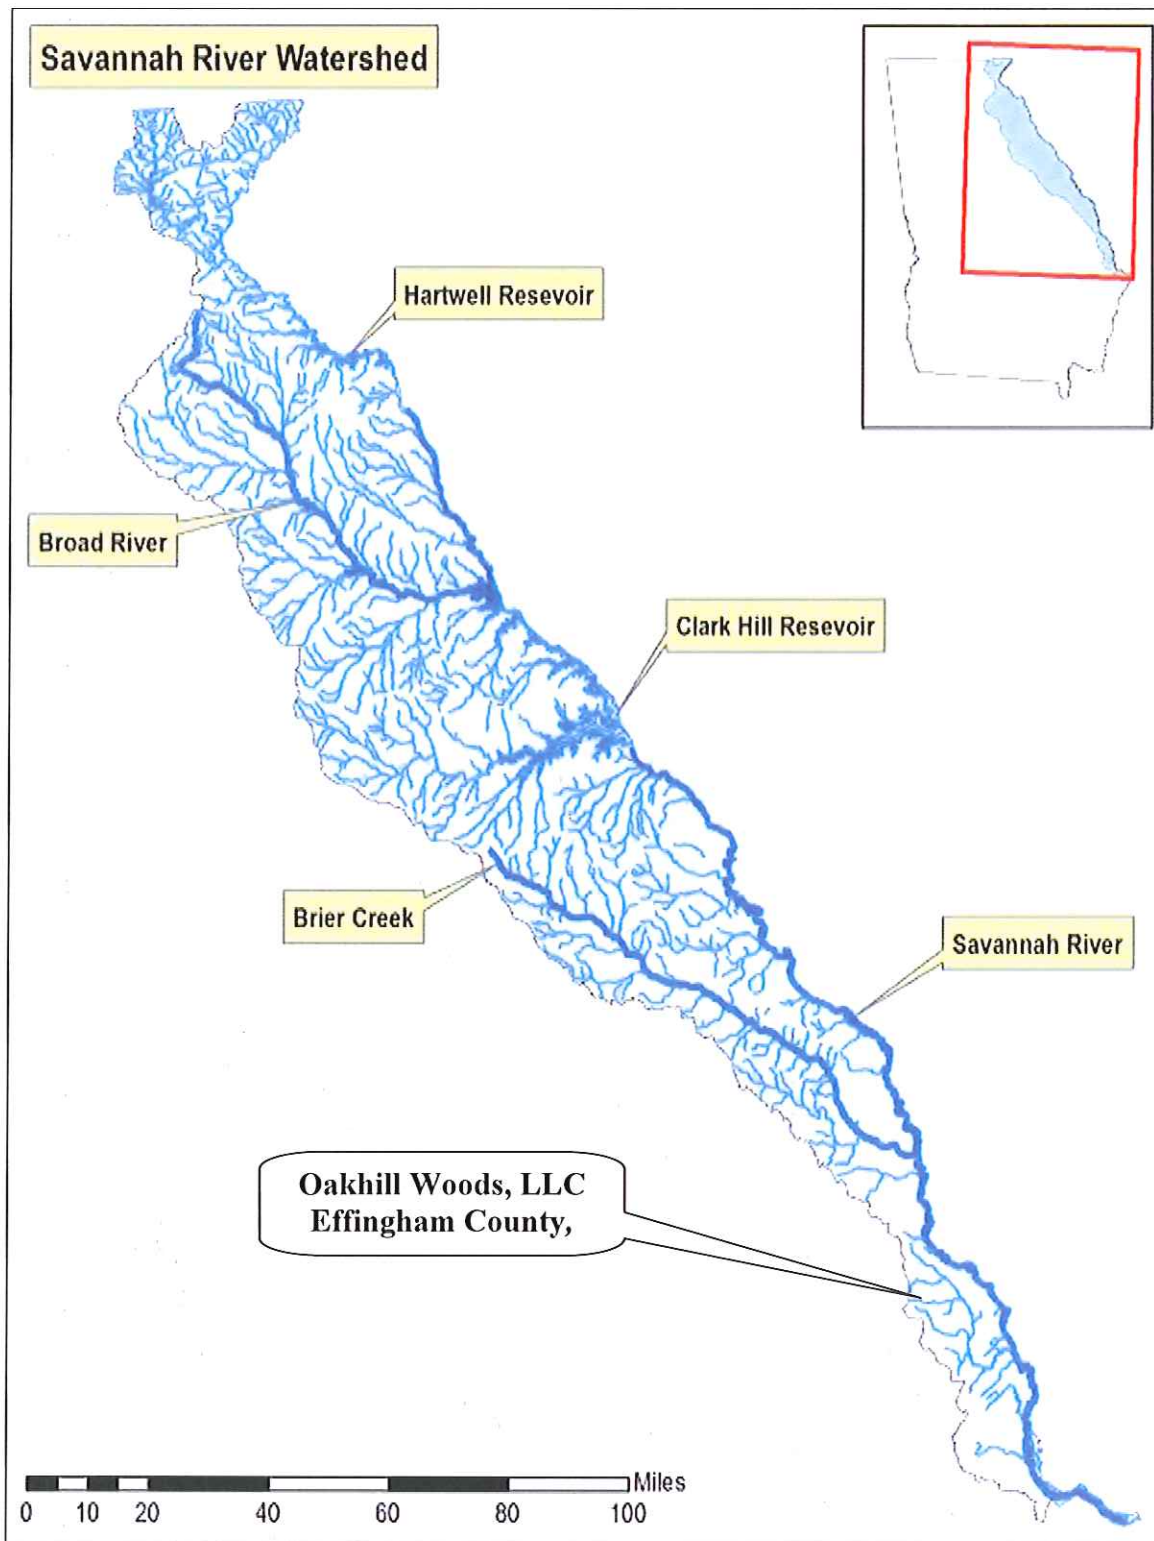 Savannah River Watershed
Hartwell Resevoir
Broad River
Clark Hill Resevoir
Brier Creek
Savannah River
Oakhill Woods, LLC
Effingham County,
Miles
0 10 20 40 60 80 100